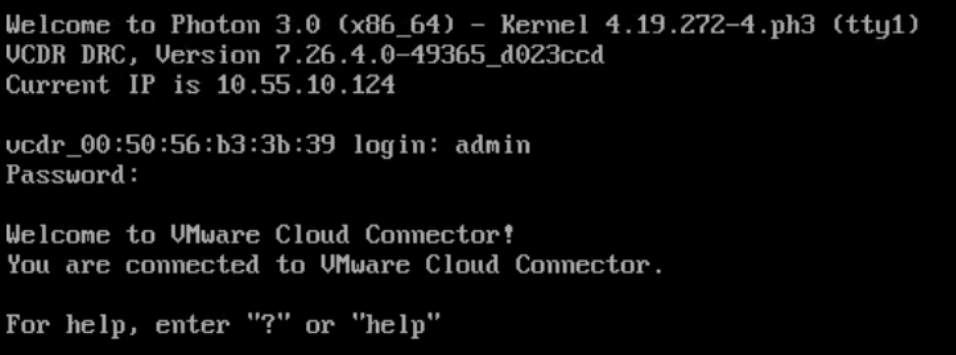 Welcome to Photon 3.0 (x86_64) - Kernel 4.19.272-4.ph3 (tty1)
VCDR DRC, Version 7.26.4.0-49365_d023ccd
Current IP is 10.55.10.124
vcdr_00:50:56:b3:3b:39 login: admin
Password:
Welcome to VMware Cloud Connector!
You are connected to VMware Cloud Connector.
For help, enter "?" or "help"